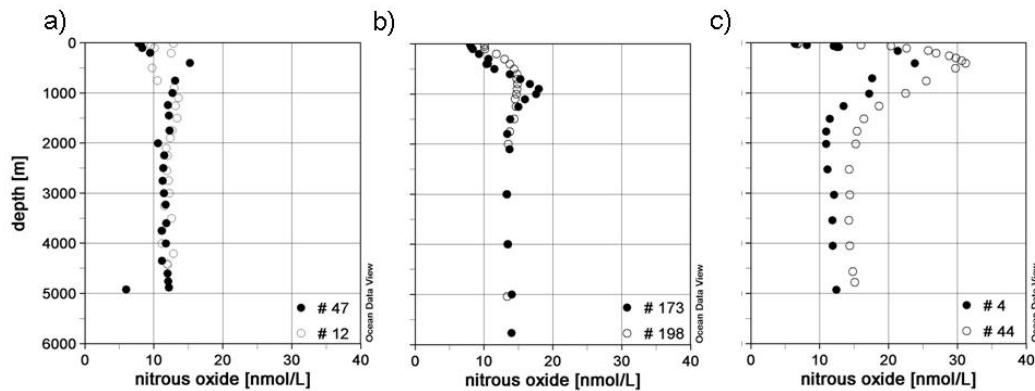 a)
b)
c)
0
1000
2000
3000
4000
5000
6000
depth [m]
0 10 20 30 40
nitrous oxide [nmol/L]
# 47
# 12
Ocean Data View
0 10 20 30 40
nitrous oxide [nmol/L]
# 173
# 198
Ocean Data View
0 10 20 30 40
nitrous oxide [nmol/L]
# 4
# 44
Ocean Data View